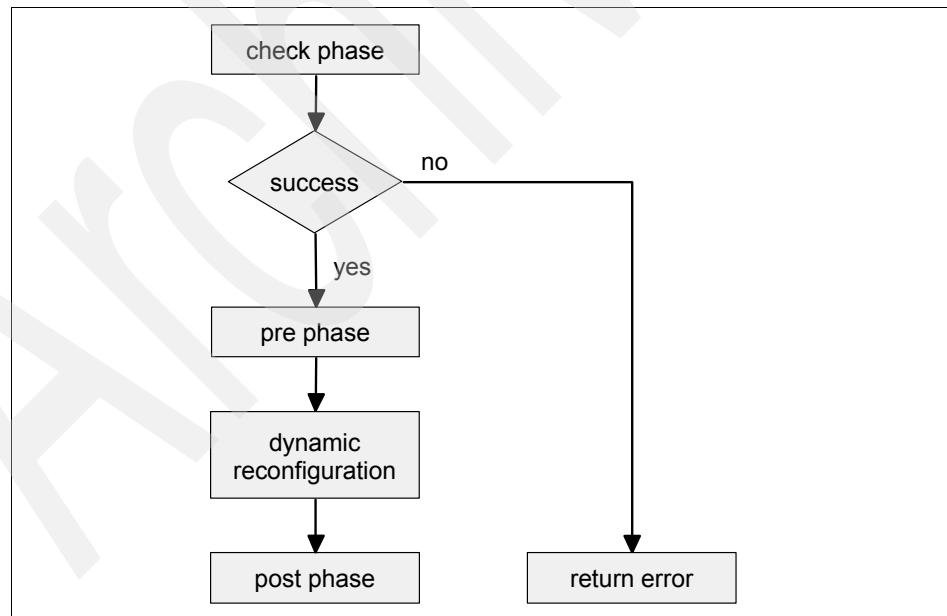 check phase
success
no
yes
pre phase
dynamic
reconfiguration
post phase
return error